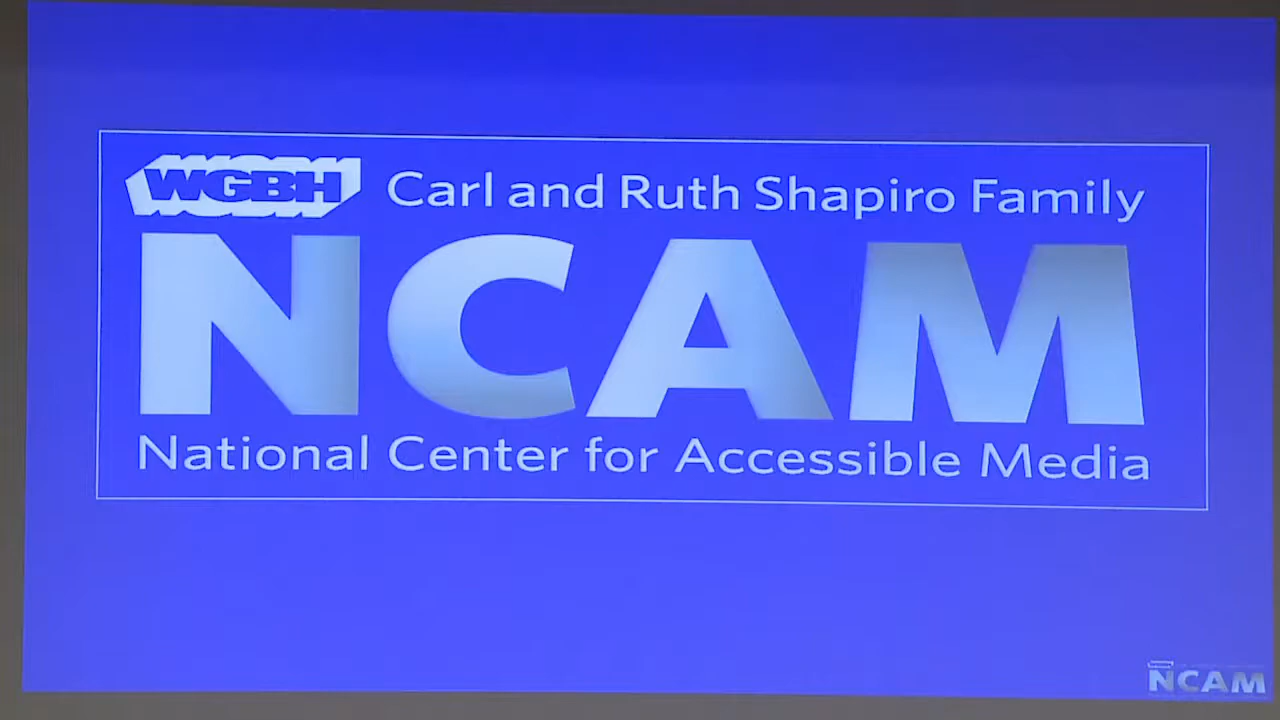 WGBH Carl and Ruth Shapiro Family
NCAM
National Center for Accessible Media
NCAM